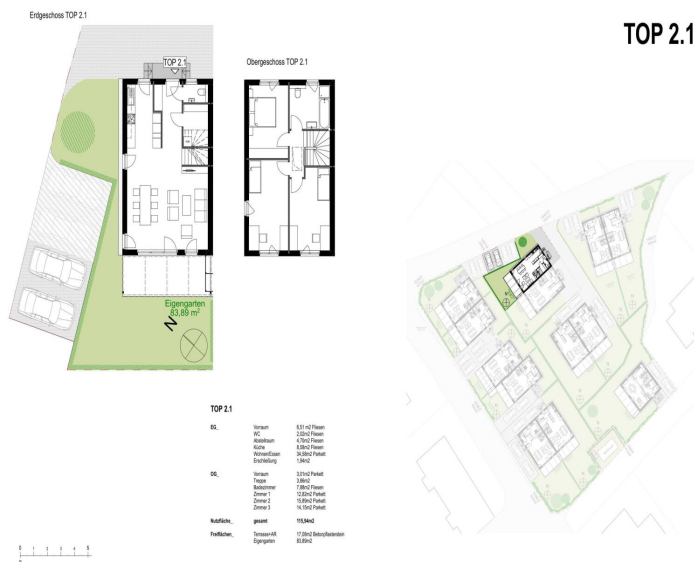 Erdgeschoss TOP 2.1
TOP 2.1
TOP 2.1
Obergeschoss TOP 2.1
Eigengarten
83,89 m²
N
TOP 2.1
EG_ Vorraum 6,51 m2 Fliesen
WC 2,02m2 Fliesen
Abstellraum 4,70m2 Fliesen
Küche 8,58m2 Fliesen
Wohnen/Essen 34,58m2 Parkett
Erschließung 1,94m2
OG_ Vorraum 3,01m2 Parkett
Treppe 3,86m2
Badezimmer 7,88m2 Fliesen
Zimmer 1 12,82m2 Parkett
Zimmer 2 15,89m2 Parkett
Zimmer 3 14,15m2 Parkett
Nutzfläche_ gesamt 115,94m2
Freiflächen_ Terrasse+AR 17,08m2 Betonpflasterstein
Eigengarten 83,89m2
0 1 2 3 4 5